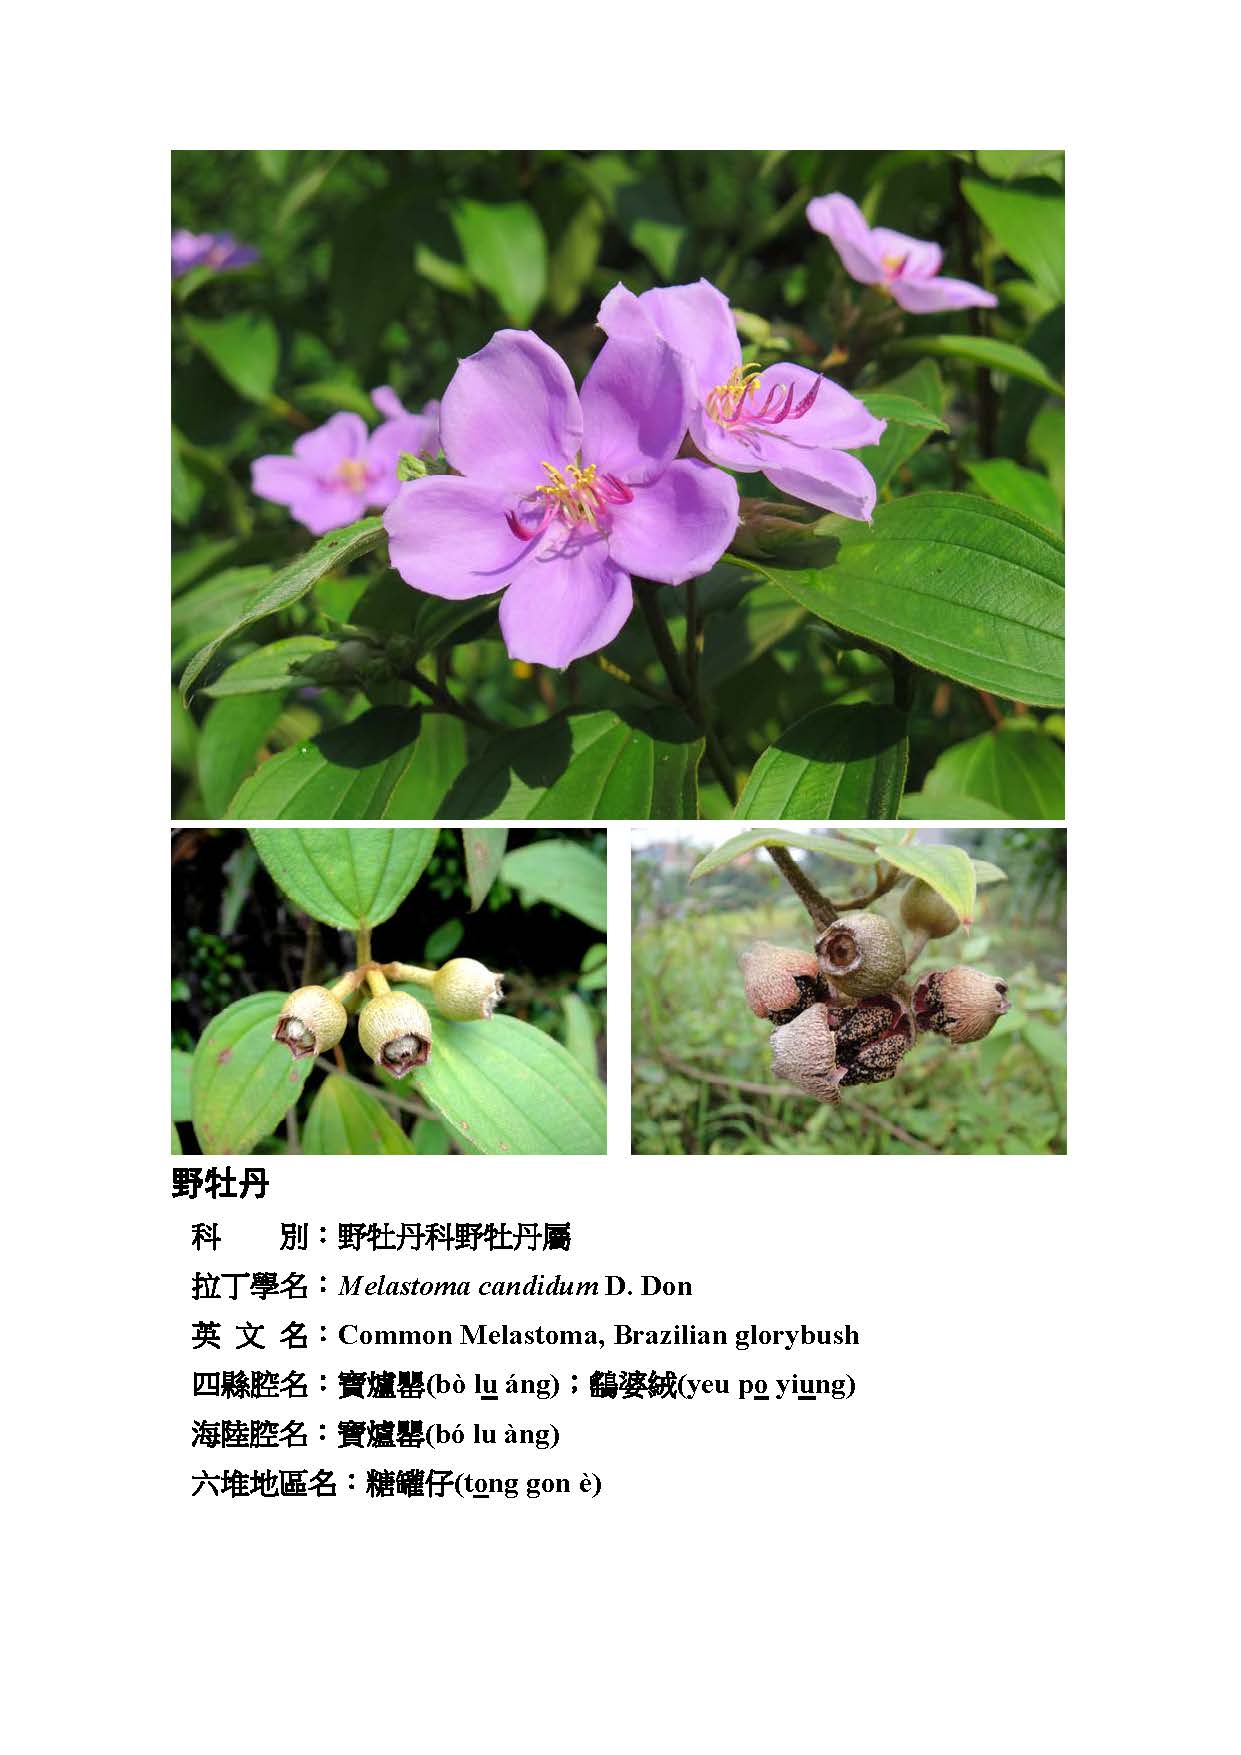 野牡丹
科　　別：野牡丹科野牡丹屬
拉丁學名：Melastoma candidum D. Don
英 文 名：Common Melastoma, Brazilian glorybush
四縣腔名：寶爐罌(bò lu áng)；鷂婆絨(yeu po yiung)
海陸腔名：寶爐罌(bó lu àng)
六堆地區名：糖罐仔(tong gon è)